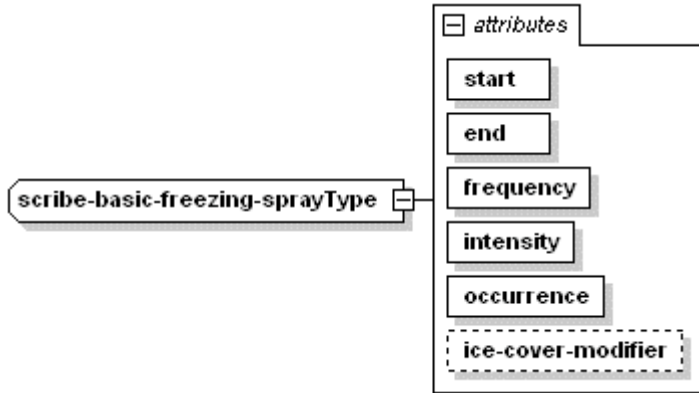 attributes
start
end
scribe-basic-freezing-sprayType
frequency
intensity
occurrence
ice-cover-modifier